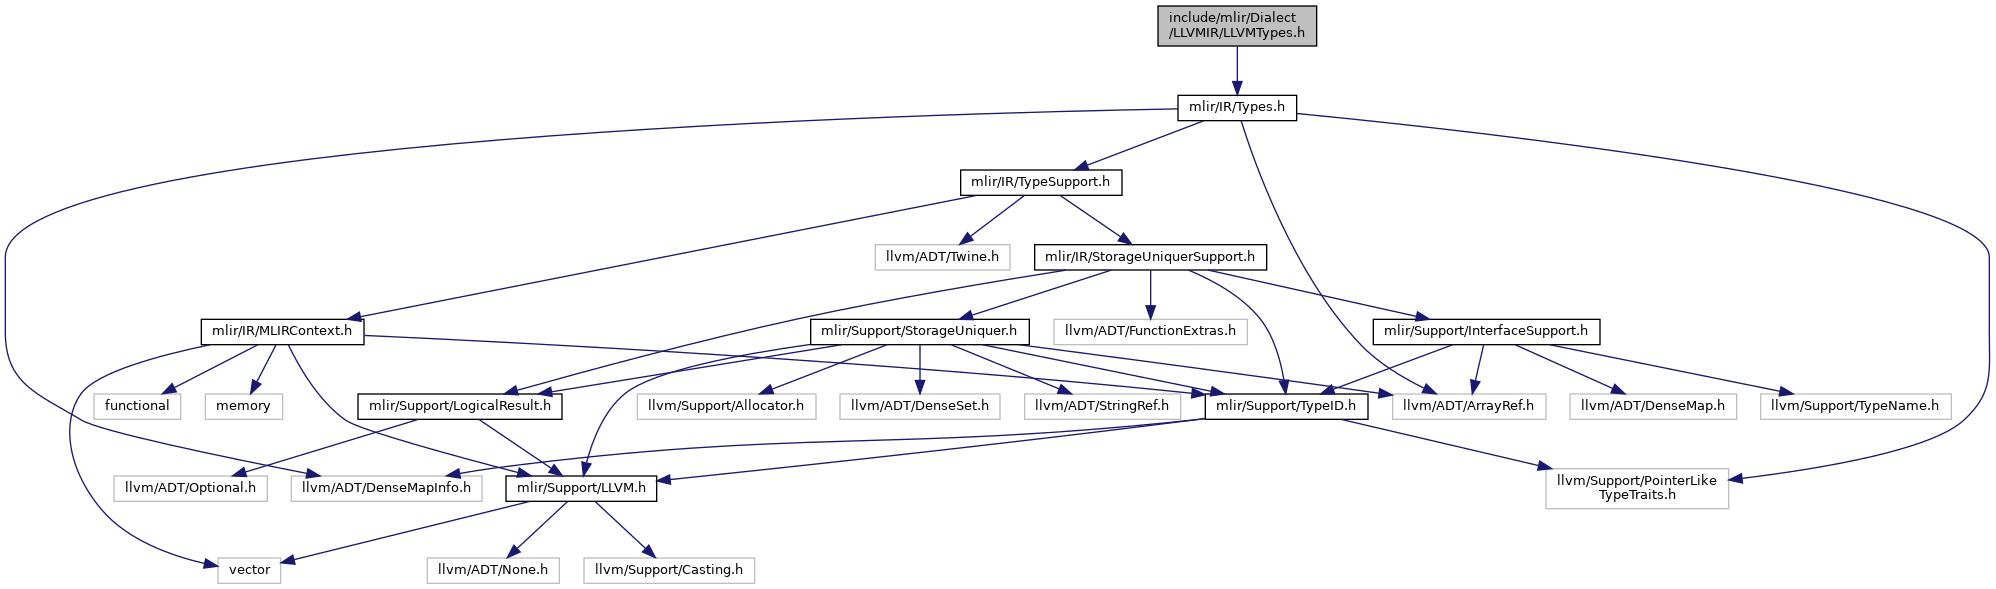 include/mlir/Dialect
/LLVMIR/LLVMTypes.h
mlir/IR/Types.h
mlir/IR/TypeSupport.h
llvm/ADT/Twine.h
mlir/IR/StorageUniquerSupport.h
mlir/IR/MLIRContext.h
mlir/Support/StorageUniquer.h
llvm/ADT/FunctionExtras.h
mlir/Support/InterfaceSupport.h
functional
memory
mlir/Support/LogicalResult.h
llvm/Support/Allocator.h
llvm/ADT/DenseSet.h
llvm/ADT/StringRef.h
mlir/Support/TypeID.h
llvm/ADT/ArrayRef.h
llvm/ADT/DenseMap.h
llvm/Support/TypeName.h
llvm/ADT/Optional.h
llvm/ADT/DenseMapInfo.h
mlir/Support/LLVM.h
llvm/Support/PointerLike
TypeTraits.h
vector
llvm/ADT/None.h
llvm/Support/Casting.h